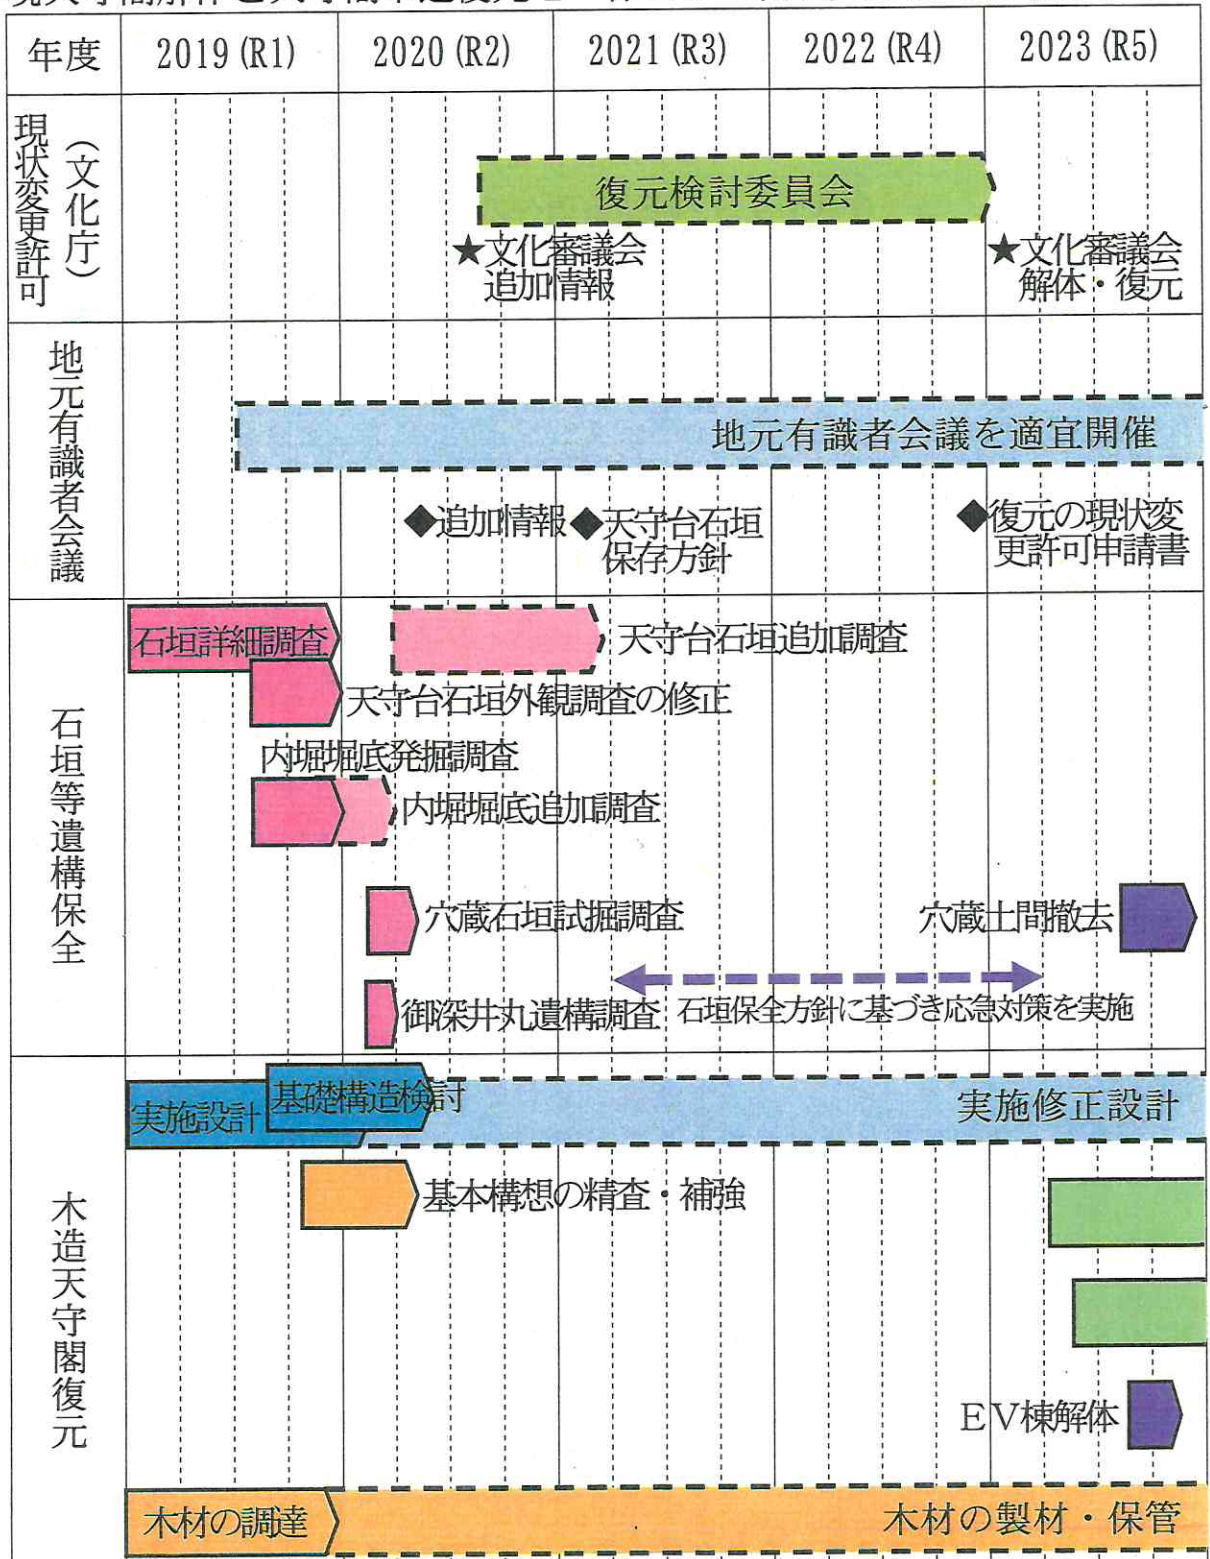 年度
2019(R1)
2020(R2)
2021(R3)
2022(R4)
2023(R5)
現状変更許可
（文化庁）
復元検討委員会
★文化審議会
追加情報
★文化審議会
解体・復元
地元有識者会議
地元有識者会議を適宜開催
◆追加情報
◆天守台石垣
保存方針
◆復元の現状変
更許可申請書
石垣等遺構保全
石垣詳細調査
天守台石垣追加調査
天守台石垣外観調査の修正
内堀堀底発掘調査
内堀堀底追加調査
穴蔵石垣試掘調査
穴蔵土間撤去
御深井丸遺構調査
石垣保全方針に基づき応急対策を実施
木造天守閣復元
実施設計
基礎構造検討
実施修正設計
基本構想の精査・補強
ＥＶ棟解体
木材の調達
木材の製材・保管